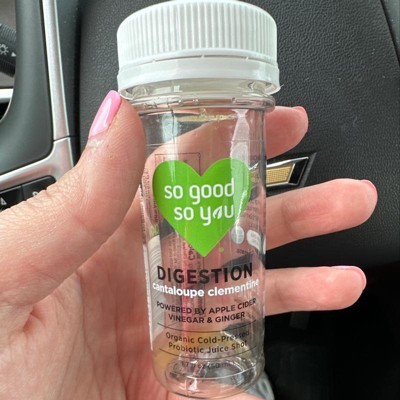 so good
so you
DIGESTION
cantaloupe clementine
POWERED BY APPLE CIDER
VINEGAR & GINGER
Organic Cold-Pressed
Probiotic Juice Shot